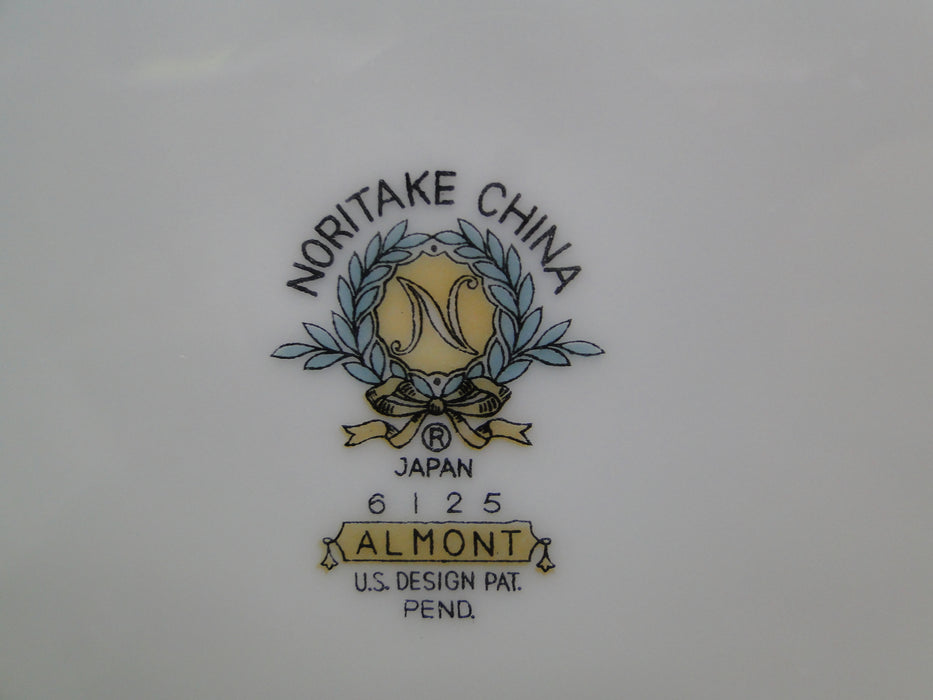 NORITAKE CHINA
N
®
JAPAN
6125
ALMONT
U.S. DESIGN PAT.
PEND.